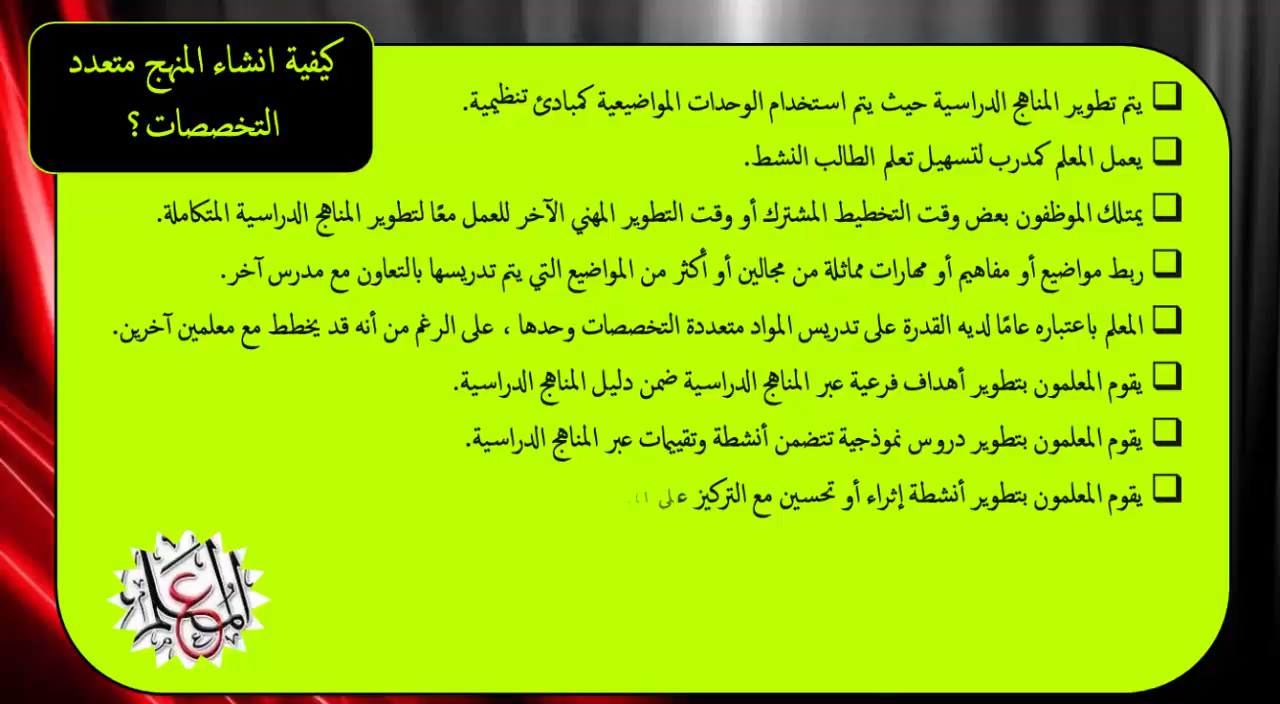 كيفية انشاء المنهج متعدد
التخصصات؟
يتم تطوير المناهج الدراسية حيث يتم استخدام الوحدات المواضيعية كمبادئ تنظيمية.
يعمل المعلم كمدرب لتسهيل تعلم الطالب النشط.
يمتلك الموظفون بعض وقت التخطيط المشترك أو وقت التطوير المهني الآخر للعمل معًا لتطوير المناهج الدراسية المتكاملة.
ربط مواضيع أو مفاهيم أو مهارات مماثلة من مجالين أو أكثر من المواضيع التي يتم تدريسها بالتعاون مع مدرس آخر.
المعلم باعتباره عامًا لديه القدرة على تدريس المواد متعددة التخصصات وحدها ، على الرغم من أنه قد يخطط مع معلمين آخرين.
يقوم المعلمون بتطوير أهداف فرعية عبر المناهج الدراسية ضمن دليل المناهج الدراسية.
يقوم المعلمون بتطوير دروس نموذجية تتضمن أنشطة وتقييمات عبر المناهج الدراسية.
يقوم المعلمون بتطوير أنشطة إثراء أو تحسين مع التركيز على
المعلم